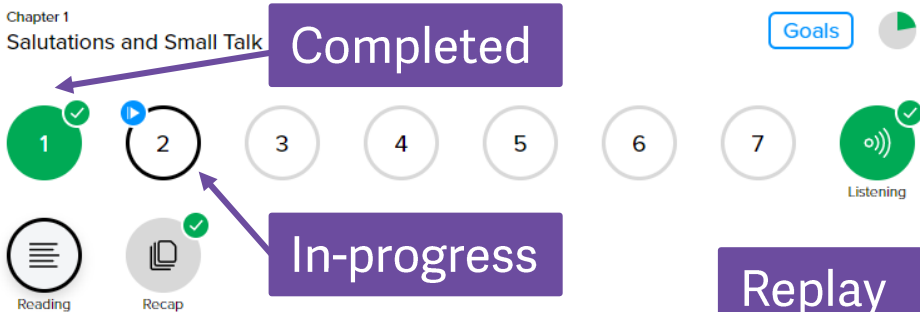 Chapter 1
Salutations and Small Talk
Completed
Goals
1 2 3 4 5 6 7
Listening
In-progress
Replay
Reading Recap